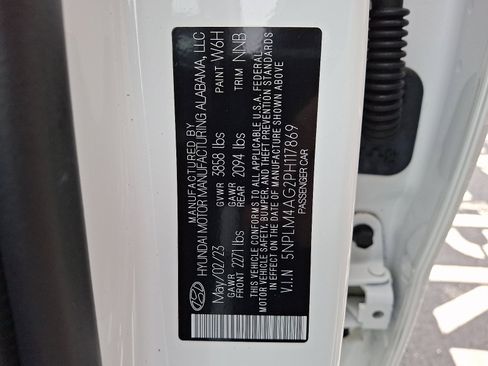 MANUFACTURED BY
HYUNDAI MOTOR MANUFACTURING ALABAMA, LLC
May/02/23 GVWR 3858 lbs PAINT W6H
GAWR FRONT 2271 lbs GAWR REAR 2094 lbs TRIM NNB
THIS VEHICLE CONFORMS TO ALL APPLICABLE U.S.A. FEDERAL
MOTOR VEHICLE SAFETY, BUMPER, AND THEFT PREVENTION STANDARDS
IN EFFECT ON THE DATE OF MANUFACTURE SHOWN ABOVE
V.I.N 5NPLM4AG2PH117869
PASSENGER CAR